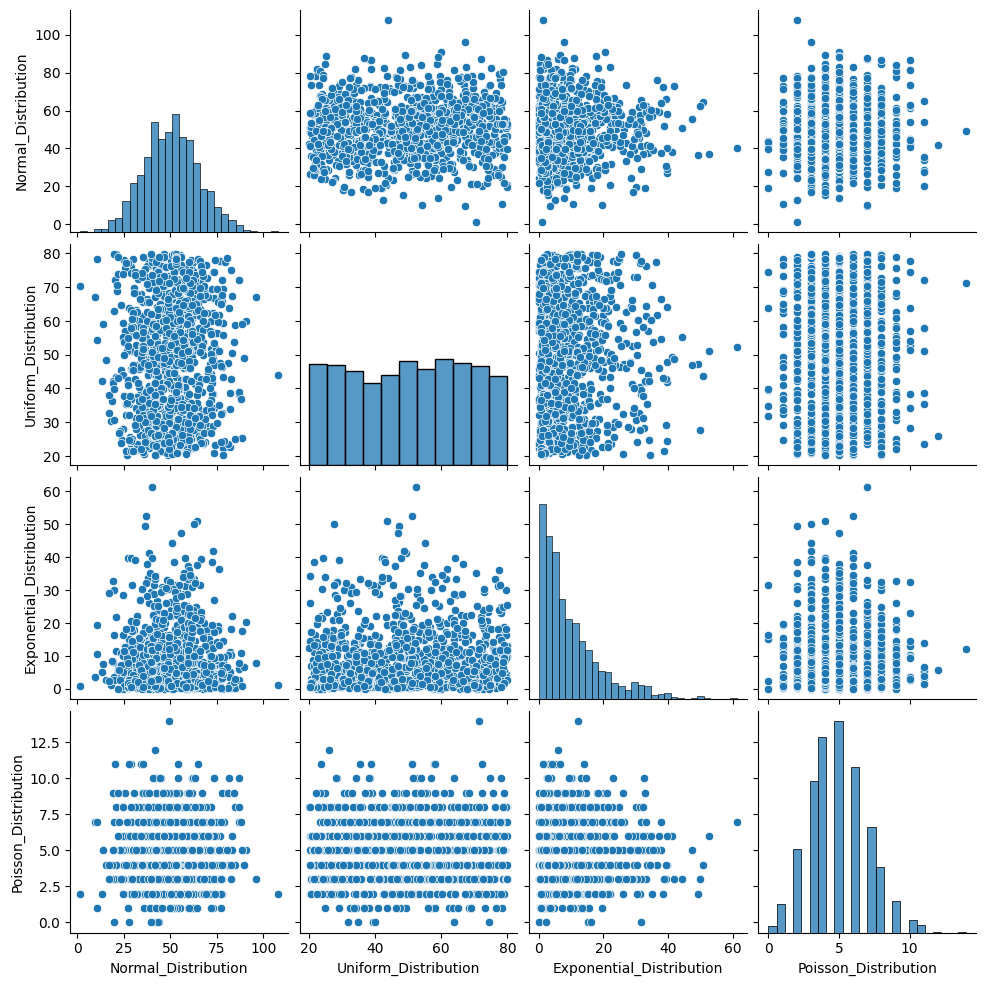 Normal_Distribution
100
80
60
40
20
0
Uniform_Distribution
80
70
60
50
40
30
20
Exponential_Distribution
60
50
40
30
20
10
0
Poisson_Distribution
12.5
10.0
7.5
5.0
2.5
0.0
0 25 50 75 100
20 40 60 80
0 20 40 60
0 5 10
Normal_Distribution
Uniform_Distribution
Exponential_Distribution
Poisson_Distribution